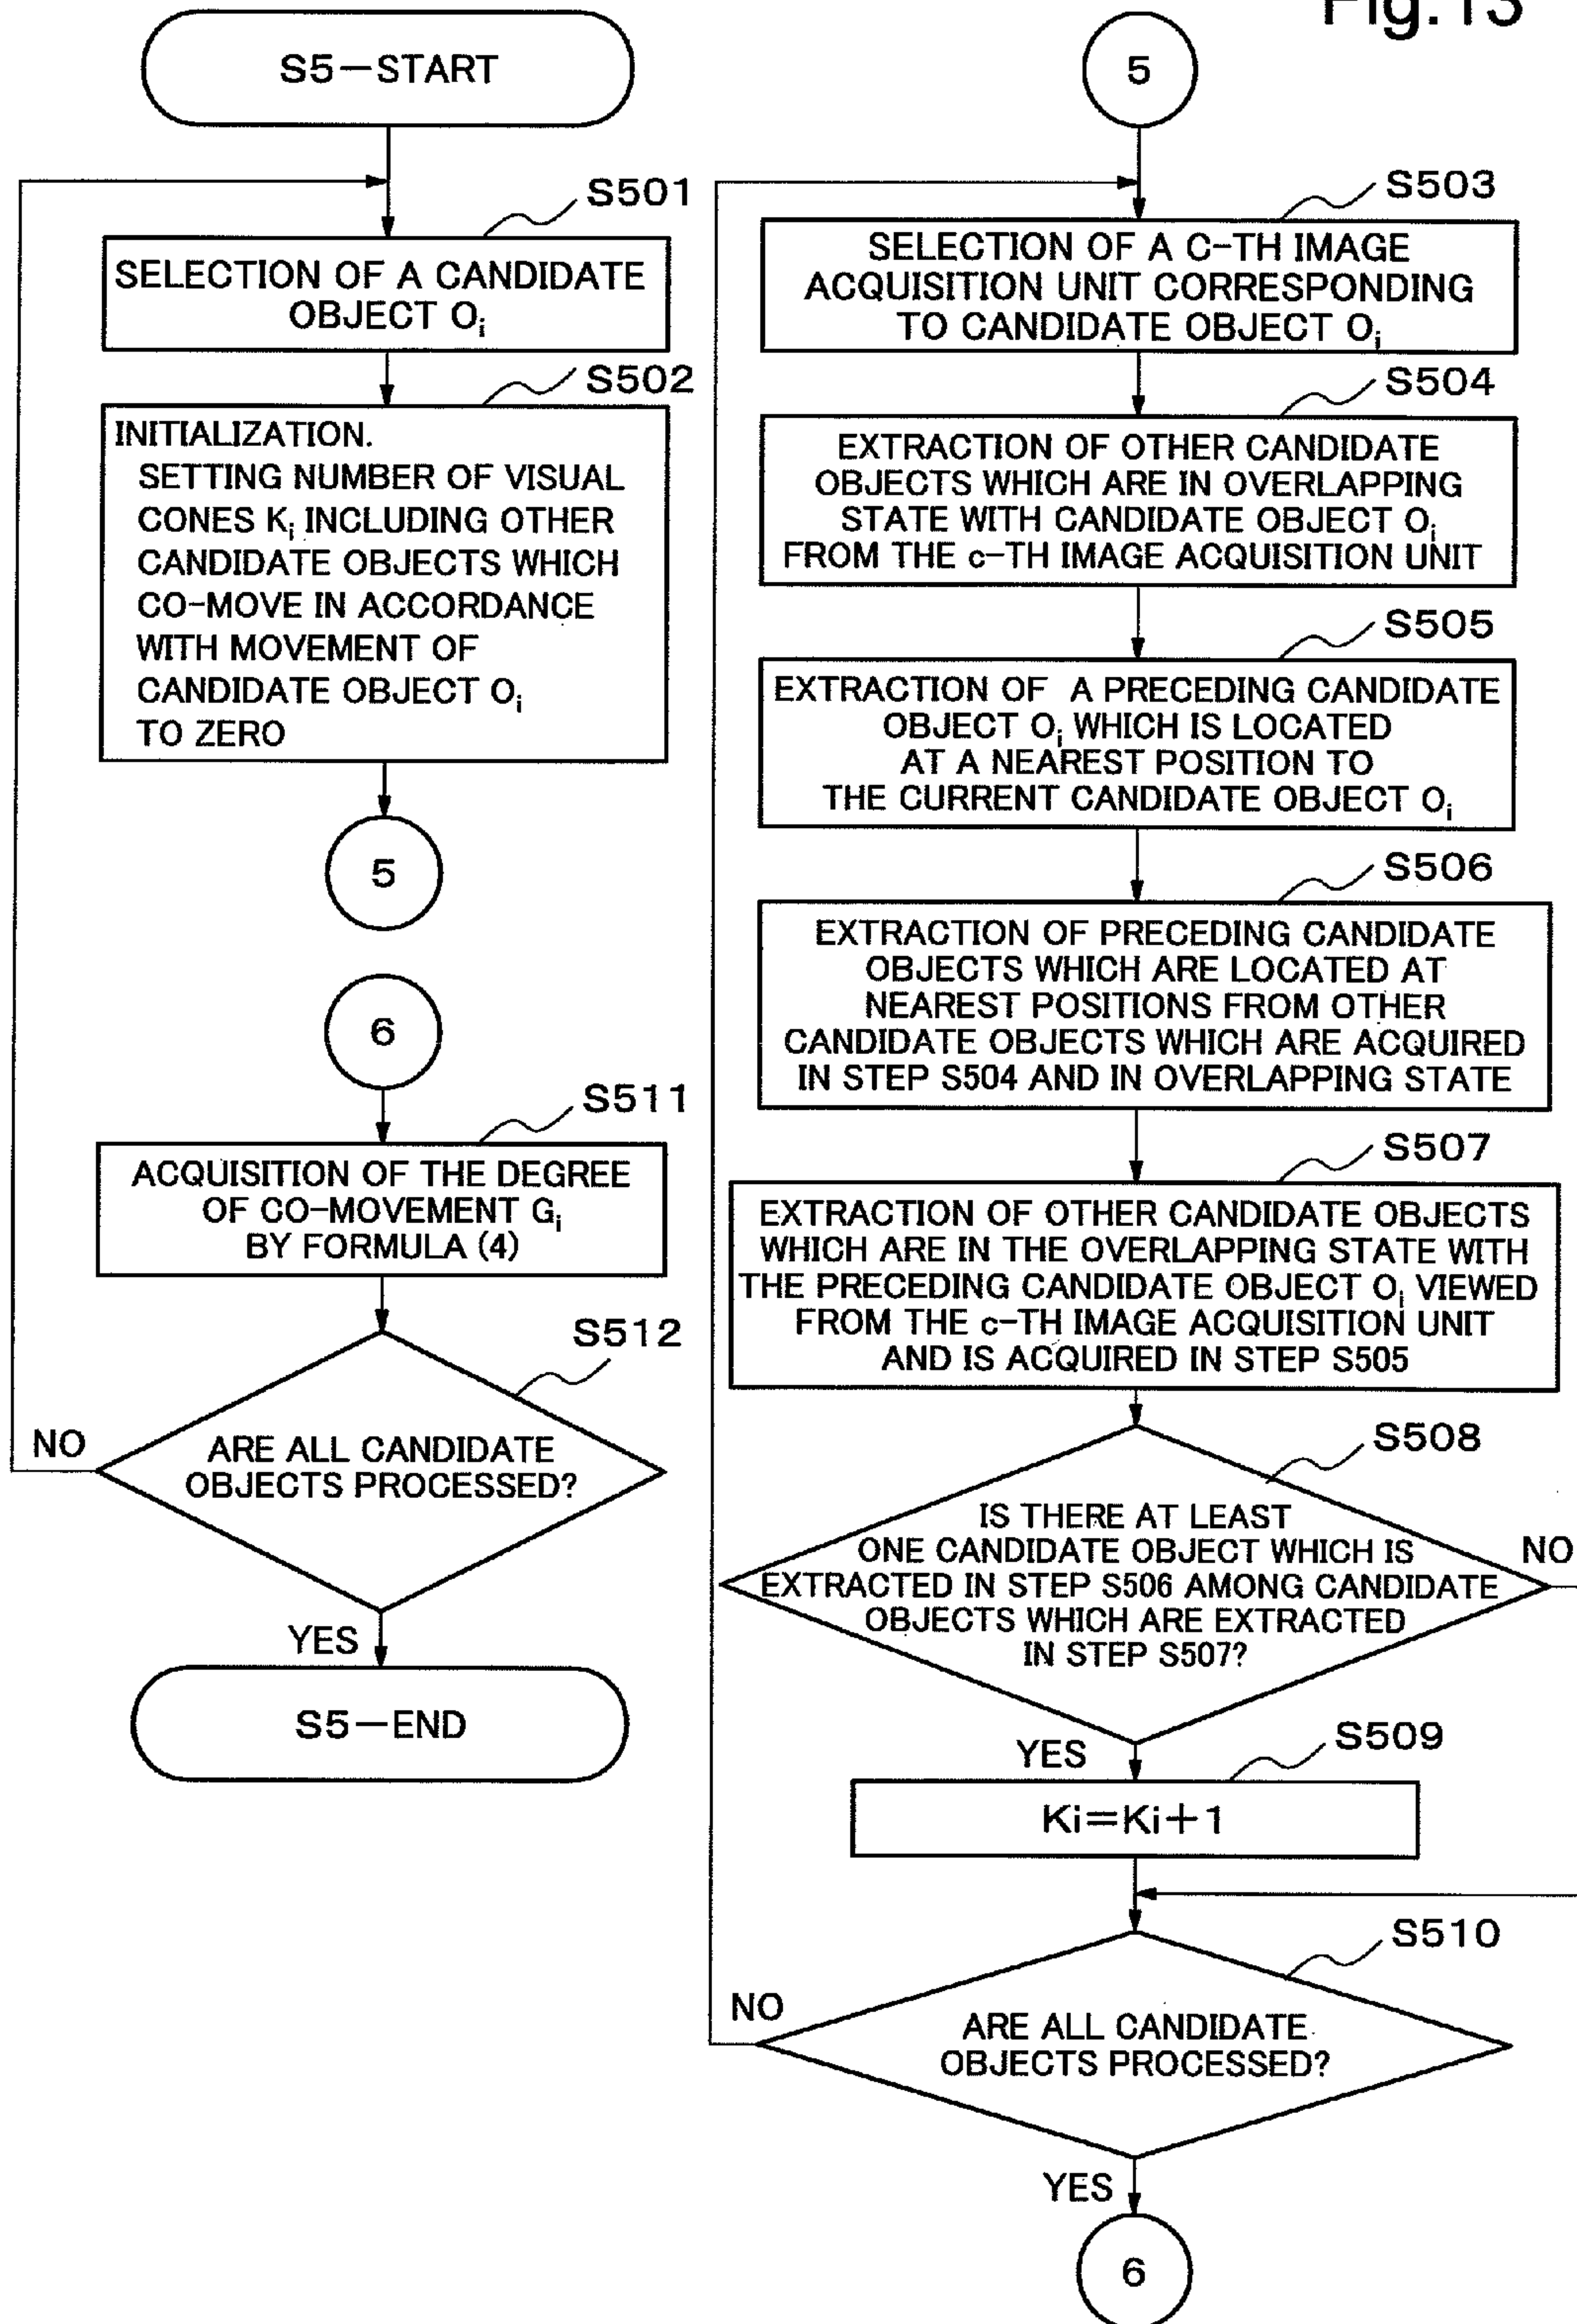 Fig.13
S5-START
S501
SELECTION OF A CANDIDATE
OBJECT Oi
S502
INITIALIZATION.
SETTING NUMBER OF VISUAL
CONES Ki INCLUDING OTHER
CANDIDATE OBJECTS WHICH
CO-MOVE IN ACCORDANCE
WITH MOVEMENT OF
CANDIDATE OBJECT Oi
TO ZERO
5
6
S511
ACQUISITION OF THE DEGREE
OF CO-MOVEMENT Gi
BY FORMULA (4)
S512
NO
ARE ALL CANDIDATE
OBJECTS PROCESSED?
YES
S5-END
5
S503
SELECTION OF A C-TH IMAGE
ACQUISITION UNIT CORRESPONDING
TO CANDIDATE OBJECT Oi
S504
EXTRACTION OF OTHER CANDIDATE
OBJECTS WHICH ARE IN OVERLAPPING
STATE WITH CANDIDATE OBJECT Oi
FROM THE c-TH IMAGE ACQUISITION UNIT
S505
EXTRACTION OF A PRECEDING CANDIDATE
OBJECT Oi WHICH IS LOCATED
AT A NEAREST POSITION TO
THE CURRENT CANDIDATE OBJECT Oi
S506
EXTRACTION OF PRECEDING CANDIDATE
OBJECTS WHICH ARE LOCATED AT
NEAREST POSITIONS FROM OTHER
CANDIDATE OBJECTS WHICH ARE ACQUIRED
IN STEP S504 AND IN OVERLAPPING STATE
S507
EXTRACTION OF OTHER CANDIDATE OBJECTS
WHICH ARE IN THE OVERLAPPING STATE WITH
THE PRECEDING CANDIDATE OBJECT Oi VIEWED
FROM THE c-TH IMAGE ACQUISITION UNIT
AND IS ACQUIRED IN STEP S505
S508
IS THERE AT LEAST
ONE CANDIDATE OBJECT WHICH IS
EXTRACTED IN STEP S506 AMONG CANDIDATE
OBJECTS WHICH ARE EXTRACTED
IN STEP S507?
NO
YES
S509
Ki=Ki+1
S510
NO
ARE ALL CANDIDATE
OBJECTS PROCESSED?
YES
6